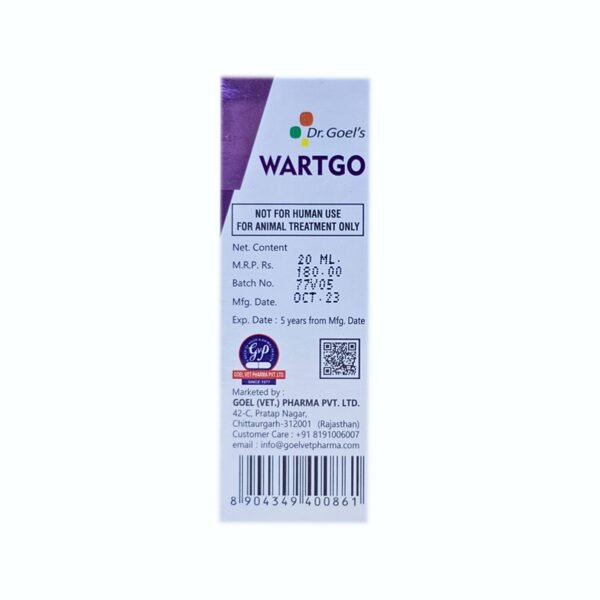 Dr. Goel's
WARTGO
NOT FOR HUMAN USE
FOR ANIMAL TREATMENT ONLY
Net. Content 20 ML.
M.R.P. Rs. 180.00
Batch No. 77V05
Mfg. Date. OCT.23
Exp. Date : 5 years from Mfg. Date
GVP
GOEL VET PHARMA PVT. LTD.
SINCE 1977
Marketed by :
GOEL (VET.) PHARMA PVT. LTD.
42-C, Pratap Nagar,
Chittaurgarh-312001 (Rajasthan)
Customer Care : +91 8191006007
email : info@goelvetpharma.com
8 904349 400861